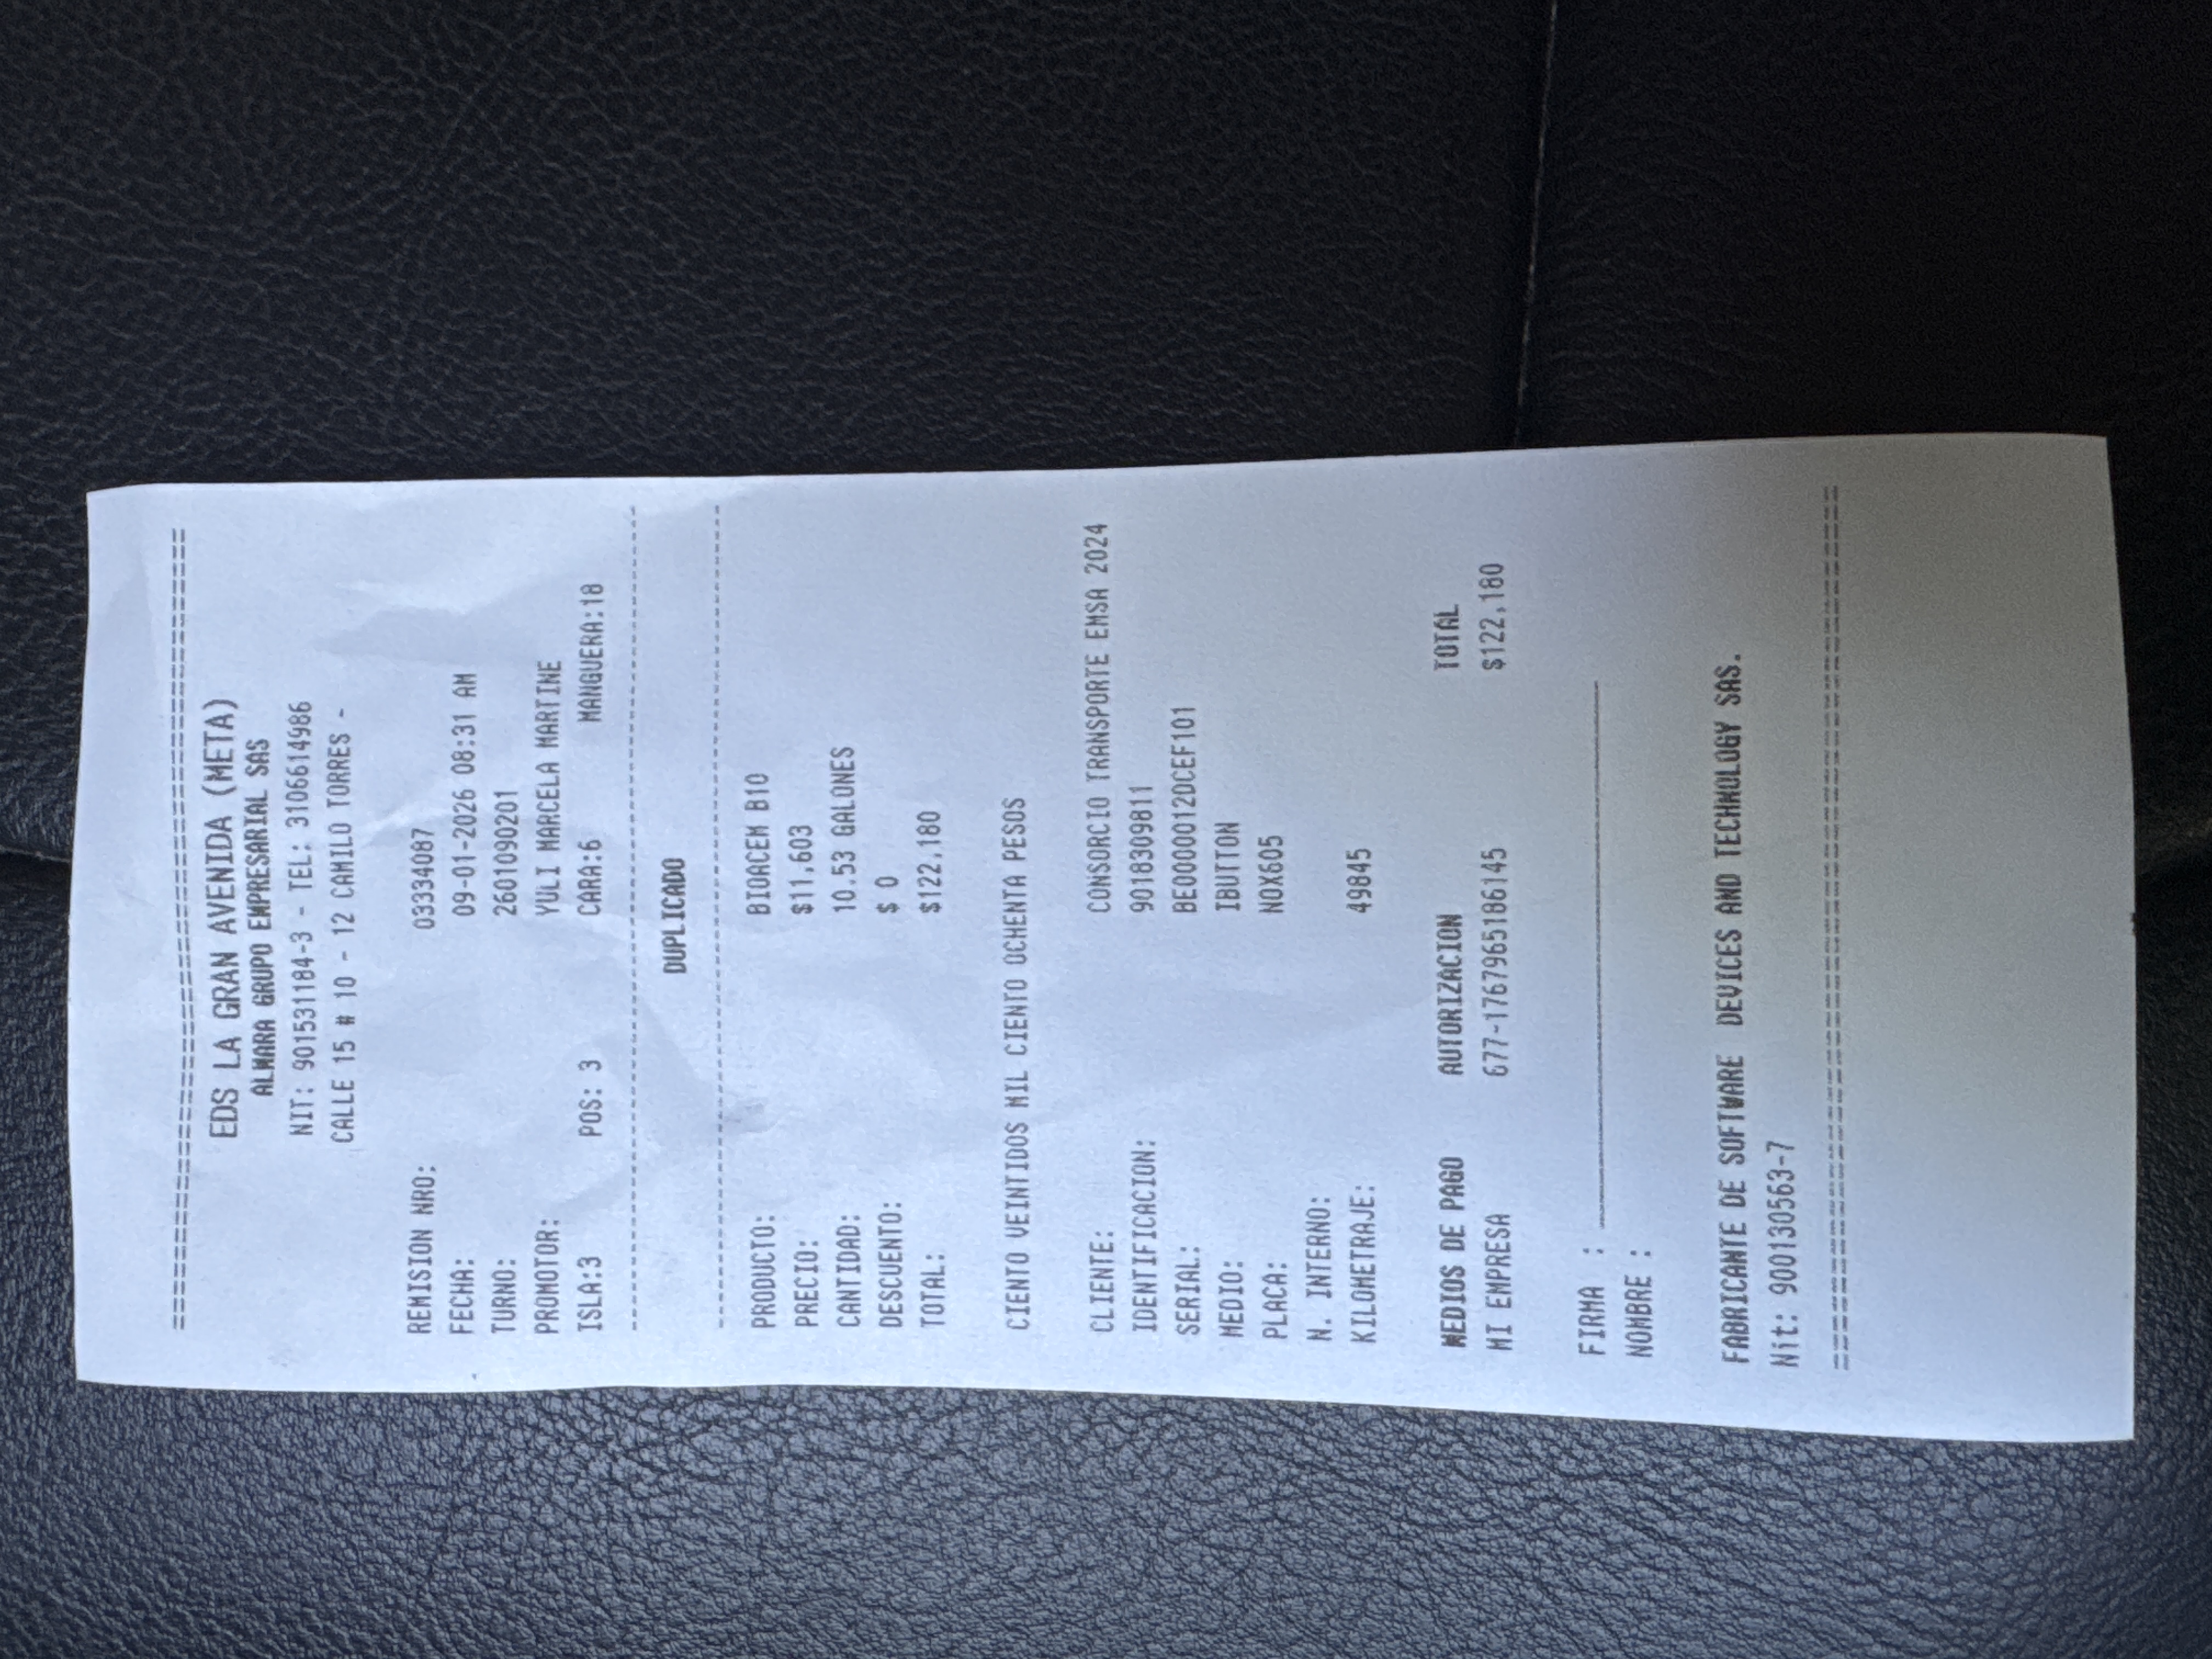 ================================================
EDS LA GRAN AVENIDA (META)
ALMARA GRUPO EMPRESARIAL SAS
NIT: 901531184-3 - TEL: 3106614986
CALLE 15 # 10 - 12 CAMILO TORRES -
REMISION NRO: 03334087
FECHA: 09-01-2026 08:31 AM
TURNO: 2601090201
PROMOTOR: YULI MARCELA MARTINE
ISLA:3 POS: 3 CARA:6 MANGUERA:18
------------------------------------------------
DUPLICADO
------------------------------------------------
PRODUCTO: BIOACEM B10
PRECIO: $11,603
CANTIDAD: 10.53 GALONES
DESCUENTO: $ 0
TOTAL: $122,180
CIENTO VEINTIDOS MIL CIENTO OCHENTA PESOS
CLIENTE: CONSORCIO TRANSPORTE EMSA 2024
IDENTIFICACION: 9018309811
SERIAL: BE0000012DCEF101
MEDIO: IBUTTON
PLACA: NOX605
N. INTERNO:
KILOMETRAJE: 49845
MEDIOS DE PAGO AUTORIZACION TOTAL
MI EMPRESA 677-1767965186145 $122,180
FIRMA : ______________________________
NOMBRE :
FABRICANTE DE SOFTWARE DEVICES AND TECHNOLOGY SAS.
Nit: 900130563-7
================================================